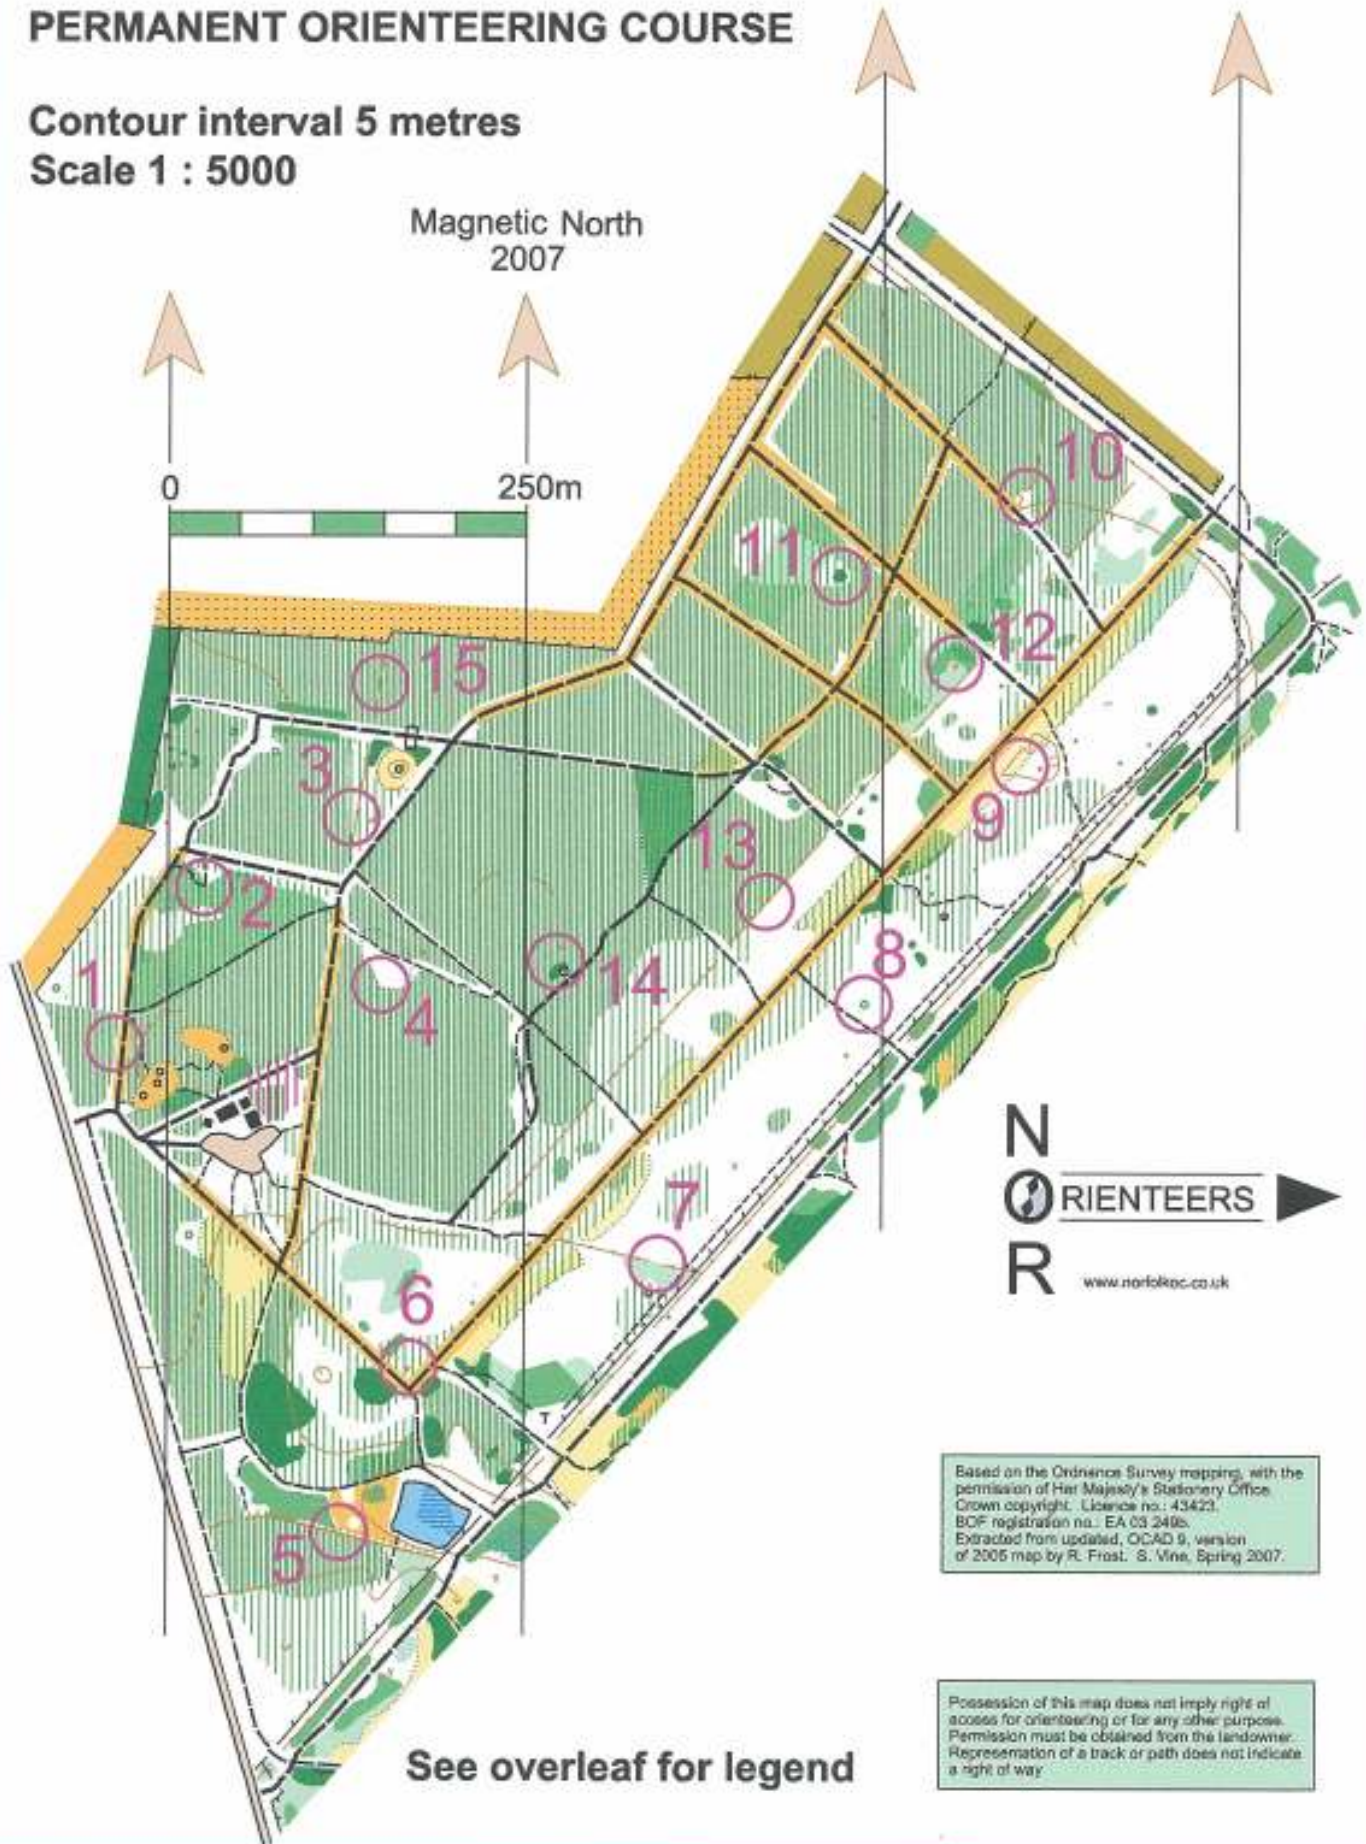 PERMANENT ORIENTEERING COURSE
Contour interval 5 metres
Scale 1 : 5000
Magnetic North
2007
0
250m
10
11
12
15
3
9
13
2
8
1
14
4
7
6
5
N
ORIENTEERS
R
www.norfolkoc.co.uk
T
Based on the Ordnance Survey mapping, with the
permission of Her Majesty's Stationery Office
Crown copyright. Licence no.: 43423.
BOF registration no.: EA 03 249b.
Extracted from updated, OCAD 9, version
of 2005 map by R. Frost. S. Vine, Spring 2007.
Possession of this map does not imply right of
access for orienteering or for any other purpose.
Permission must be obtained from the landowner.
Representation of a track or path does not indicate
a right of way
See overleaf for legend